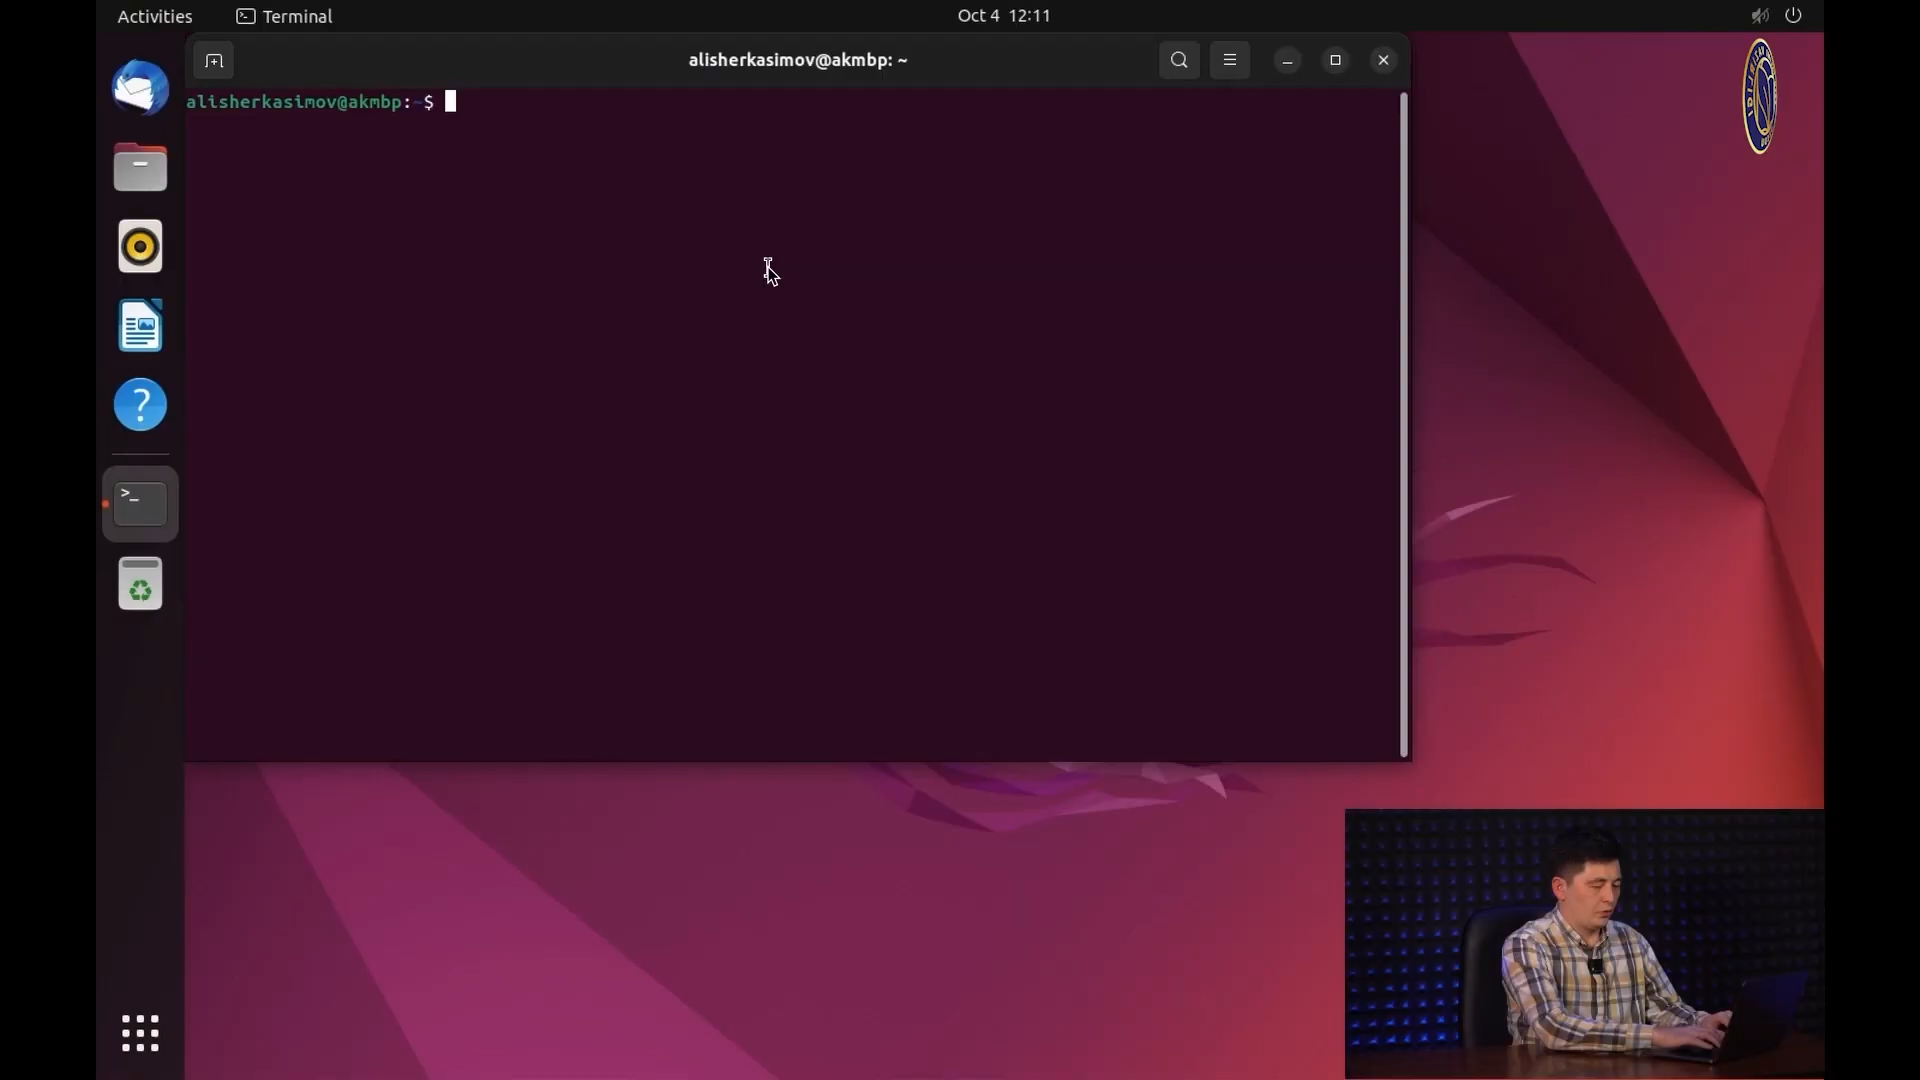 Activities
Terminal
Oct 4 12:11
alisherkasimov@akmbp: ~
alisherkasimov@akmbp:~$